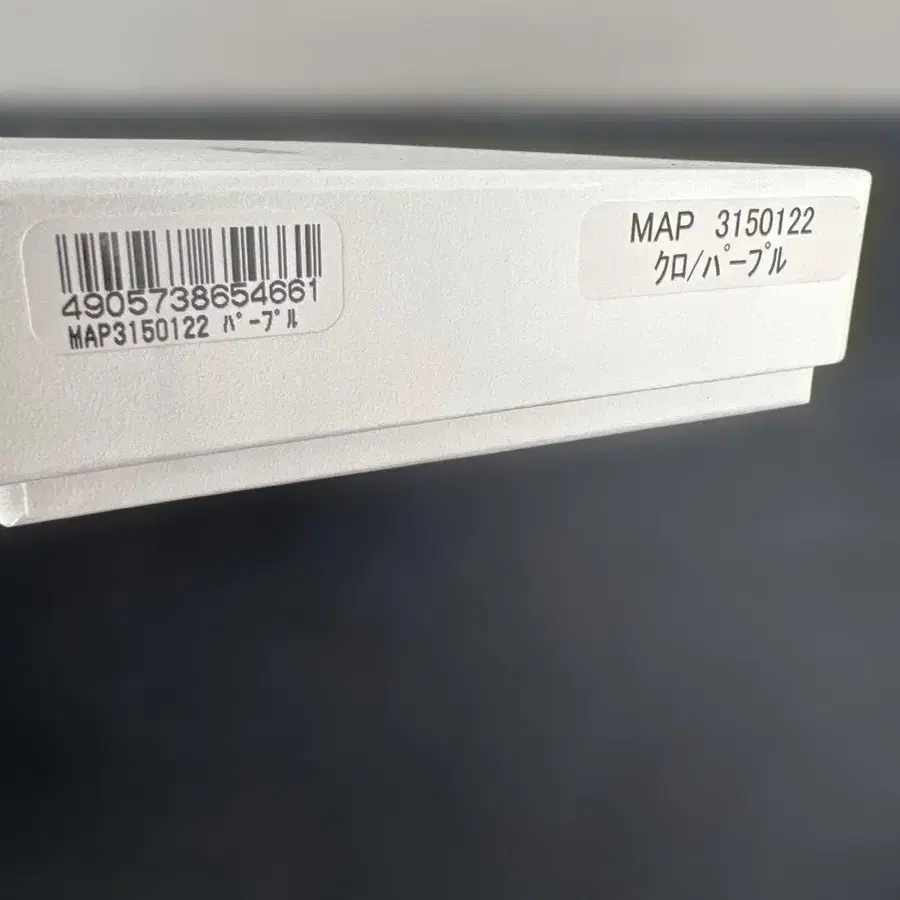 4905738654661
MAP3150122 ﾊﾟｰﾌﾟﾙ
MAP 3150122
ｸﾛ/ﾊﾟｰﾌﾟﾙ